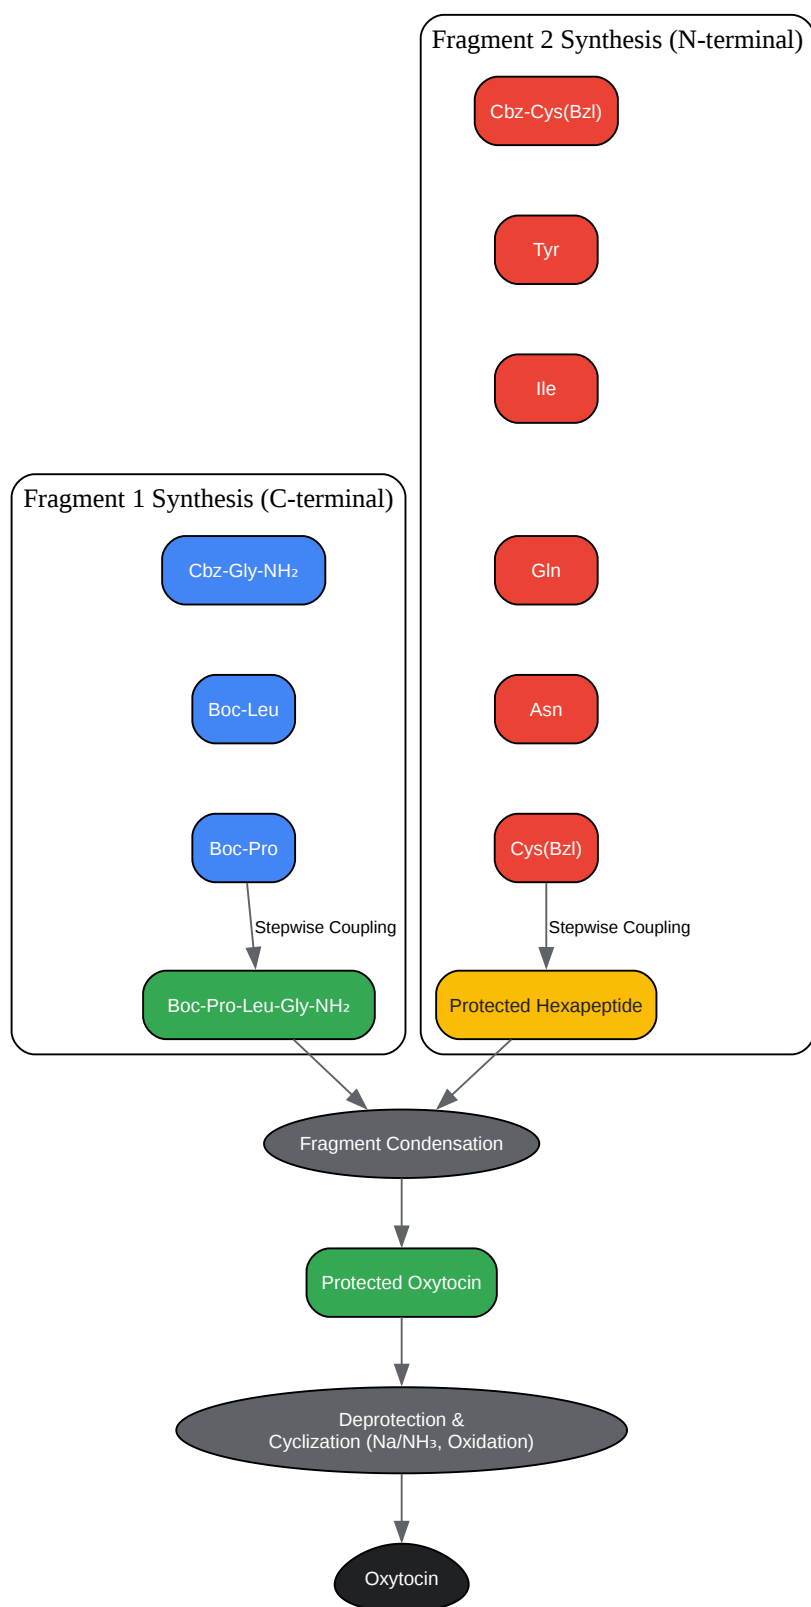 Fragment 2 Synthesis (N-terminal)
Cbz-Cys(Bzl)
Tyr
Ile
Gln
Asn
Cys(Bzl)
Stepwise Coupling
Protected Hexapeptide
Fragment 1 Synthesis (C-terminal)
Cbz-Gly-NH₂
Boc-Leu
Boc-Pro
Stepwise Coupling
Boc-Pro-Leu-Gly-NH₂
Fragment Condensation
Protected Oxytocin
Deprotection &
Cyclization (Na/NH₃, Oxidation)
Oxytocin